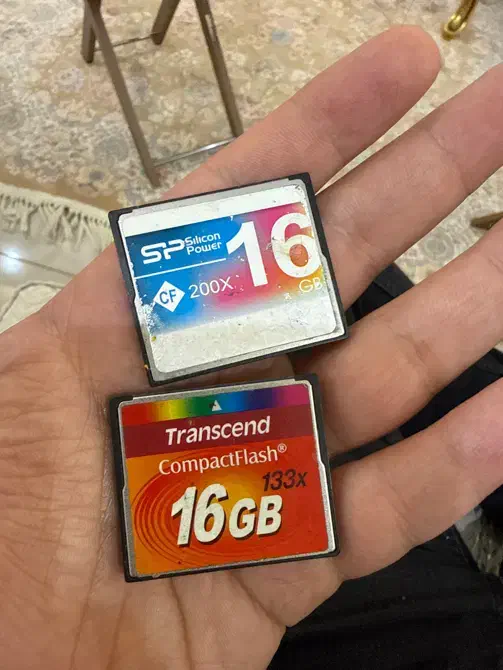 SP Silicon Power
16 GB
CF 200X
Transcend
CompactFlash®
133x
16GB